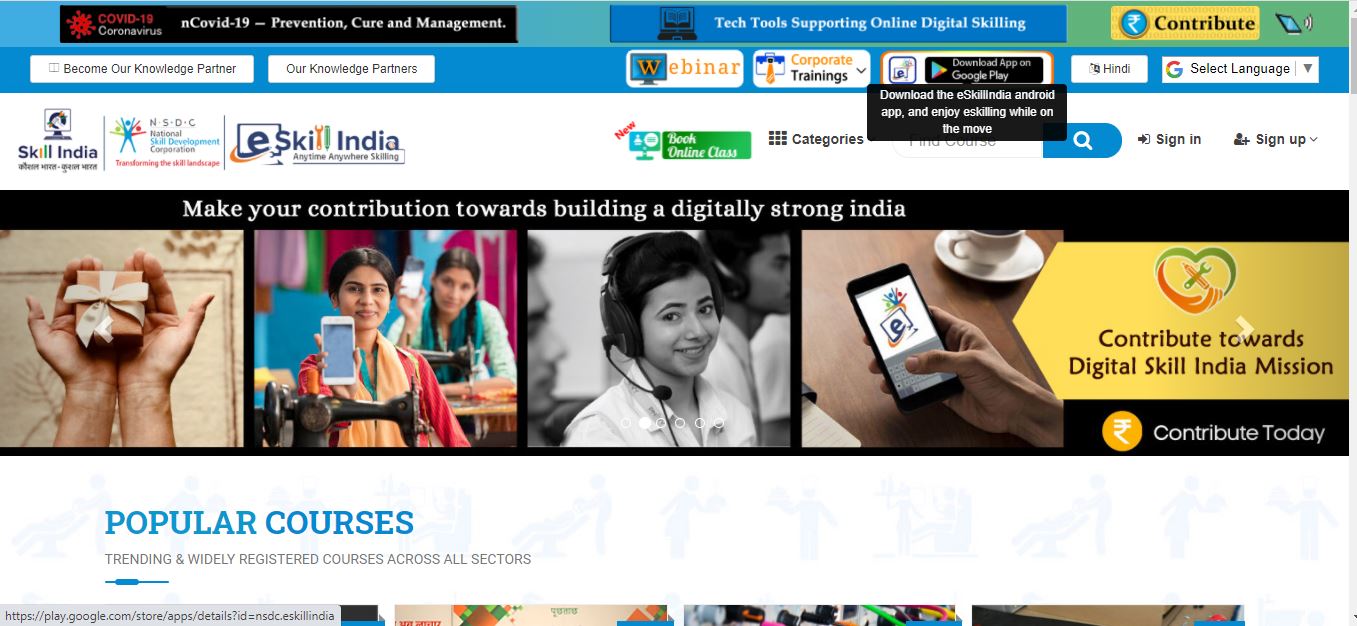 COVID-19
Coronavirus
nCovid-19 — Prevention, Cure and Management.
Tech Tools Supporting Online Digital Skilling
₹ Contribute
Become Our Knowledge Partner
Our Knowledge Partners
Webinar
Corporate
Trainings
Download App on
Google Play
Hindi
G Select Language ▼
Download the eSkillIndia android
app, and enjoy eskilling while on
the move
Skill India
कौशल भारत-कुशल भारत
N·S·D·C
National
Skill Development
Corporation
Transforming the skill landscape
eSkill India
Anytime Anywhere Skilling
New
Book
Online Class
Categories
Find Course
Sign in
Sign up
Make your contribution towards building a digitally strong india
Contribute towards
Digital Skill India Mission
₹ Contribute Today
POPULAR COURSES
TRENDING & WIDELY REGISTERED COURSES ACROSS ALL SECTORS
पूछताछ
https://play.google.com/store/apps/details?id=nsdc.eskillindia